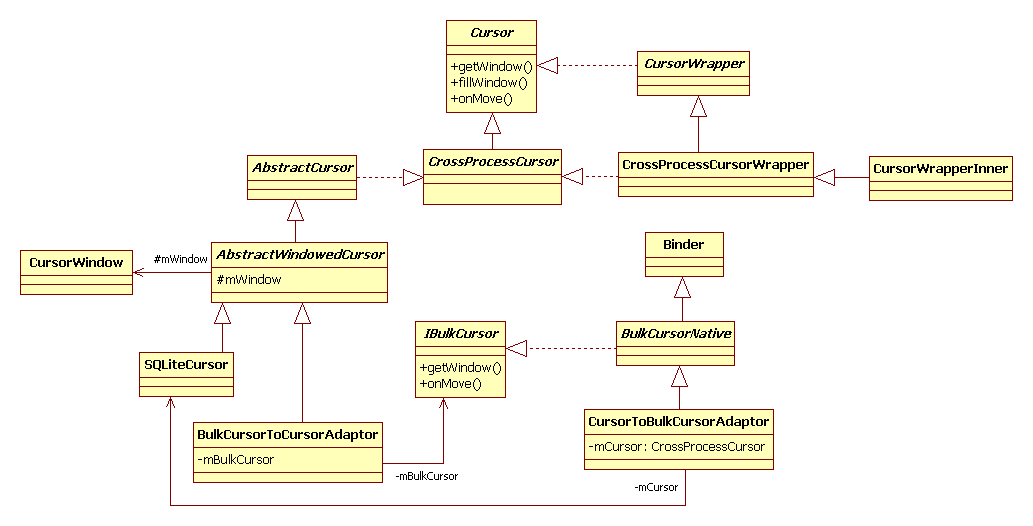 Cursor
+getWindow()
+fillWindow()
+onMove()
CursorWrapper
AbstractCursor
CrossProcessCursor
CrossProcessCursorWrapper
CursorWrapperInner
CursorWindow
#mWindow
AbstractWindowedCursor
#mWindow
Binder
IBulkCursor
+getWindow()
+onMove()
BulkCursorNative
SQLiteCursor
BulkCursorToCursorAdaptor
-mBulkCursor
-mBulkCursor
CursorToBulkCursorAdaptor
-mCursor: CrossProcessCursor
-mCursor